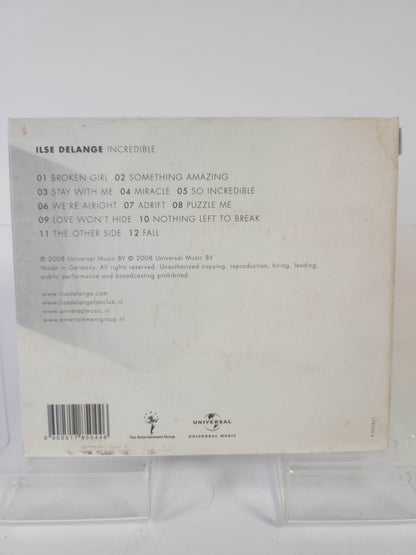 ILSE DELANGE INCREDIBLE
01 BROKEN GIRL 02 SOMETHING AMAZING
03 STAY WITH ME 04 MIRACLE 05 SO INCREDIBLE
06 WE'RE ALRIGHT 07 ADRIFT 08 PUZZLE ME
09 LOVE WON'T HIDE 10 NOTHING LEFT TO BREAK
11 THE OTHER SIDE 12 FALL
℗ 2008 Universal Music BV © 2008 Universal Music BV
Made in Germany. All rights reserved. Unauthorized copying, reproduction, hiring, lending,
public performance and broadcasting prohibited.
www.ilsedelange.com
www.ilsedelangefanclub.nl
www.universalmusic.nl
www.entertainmentgroup.nl
The Entertainment Group
UNIVERSAL
UNIVERSAL MUSIC